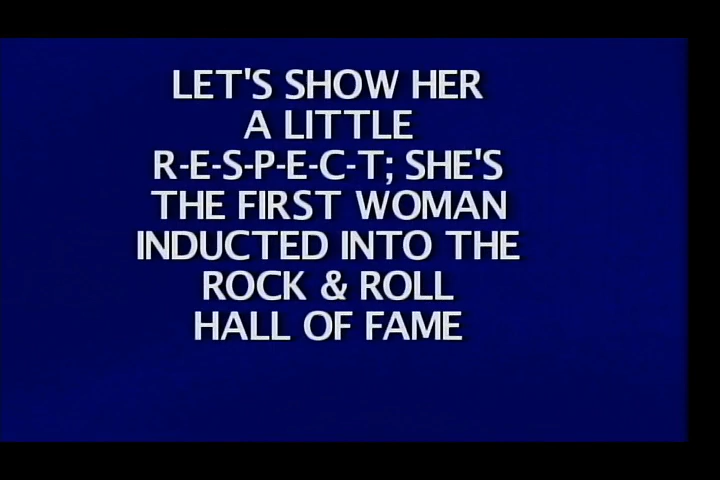 LET'S SHOW HER
A LITTLE
R-E-S-P-E-C-T; SHE'S
THE FIRST WOMAN
INDUCTED INTO THE
ROCK & ROLL
HALL OF FAME